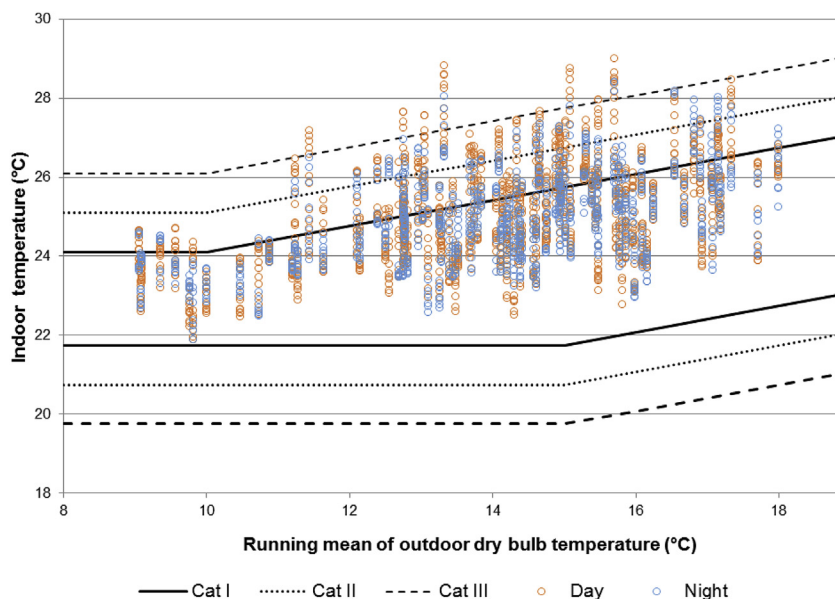 30
28
26
24
22
20
18
Indoor temperature (°C)
8 10 12 14 16 18
Running mean of outdoor dry bulb temperature (°C)
Cat I Cat II Cat III Day Night